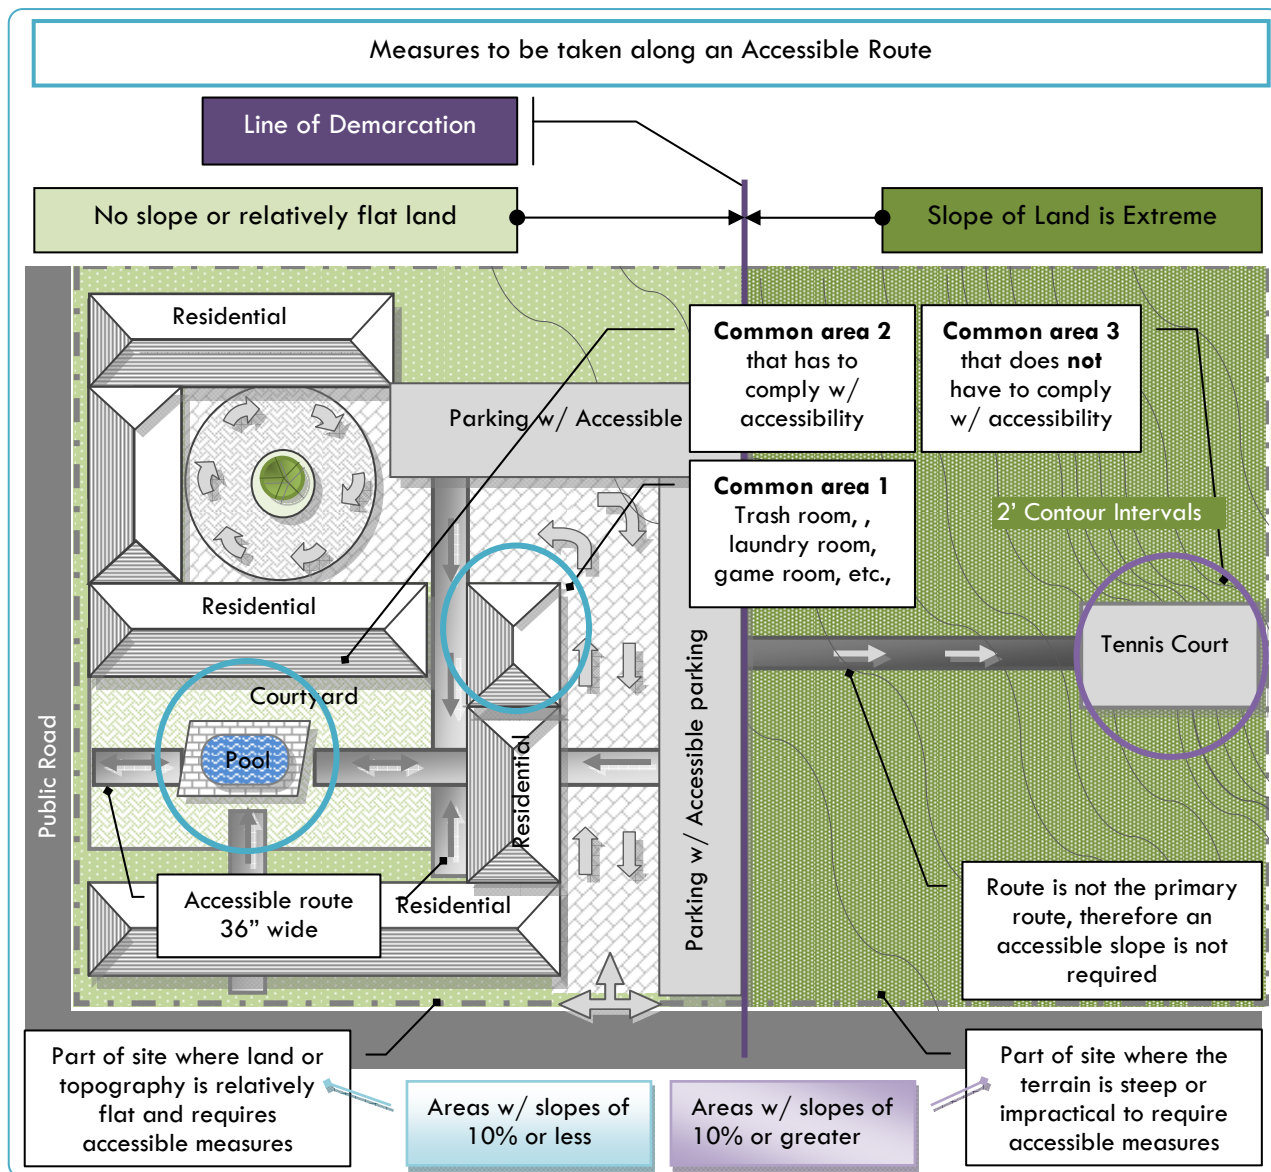 Measures to be taken along an Accessible Route
Line of Demarcation
No slope or relatively flat land
Slope of Land is Extreme
Residential
Common area 2
that has to
comply w/
accessibility
Common area 3
that does not
have to comply
w/ accessibility
Parking w/ Accessible
Common area 1
Trash room, ,
laundry room,
game room, etc.,
2' Contour Intervals
Residential
Tennis Court
Courtyard
Pool
Residential
Parking w/ Accessible parking
Public Road
Accessible route
36” wide
Residential
Route is not the primary
route, therefore an
accessible slope is not
required
Part of site where land or
topography is relatively
flat and requires
accessible measures
Areas w/ slopes of
10% or less
Areas w/ slopes of
10% or greater
Part of site where the
terrain is steep or
impractical to require
accessible measures